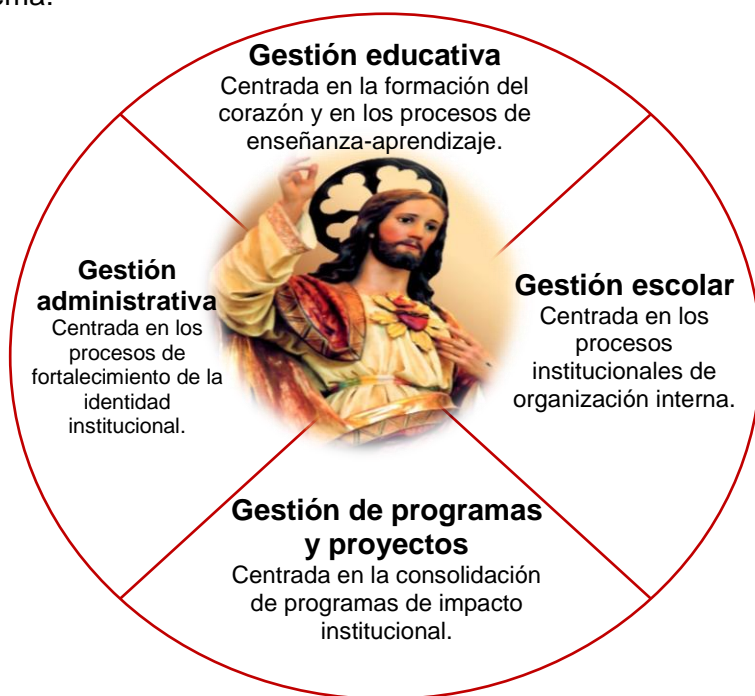 Gestión educativa
Centrada en la formación del
corazón y en los procesos de
enseñanza-aprendizaje.
Gestión
administrativa
Centrada en los
procesos de
fortalecimiento de la
identidad
institucional.
Gestión escolar
Centrada en los
procesos
institucionales de
organización interna.
Gestión de programas
y proyectos
Centrada en la consolidación
de programas de impacto
institucional.